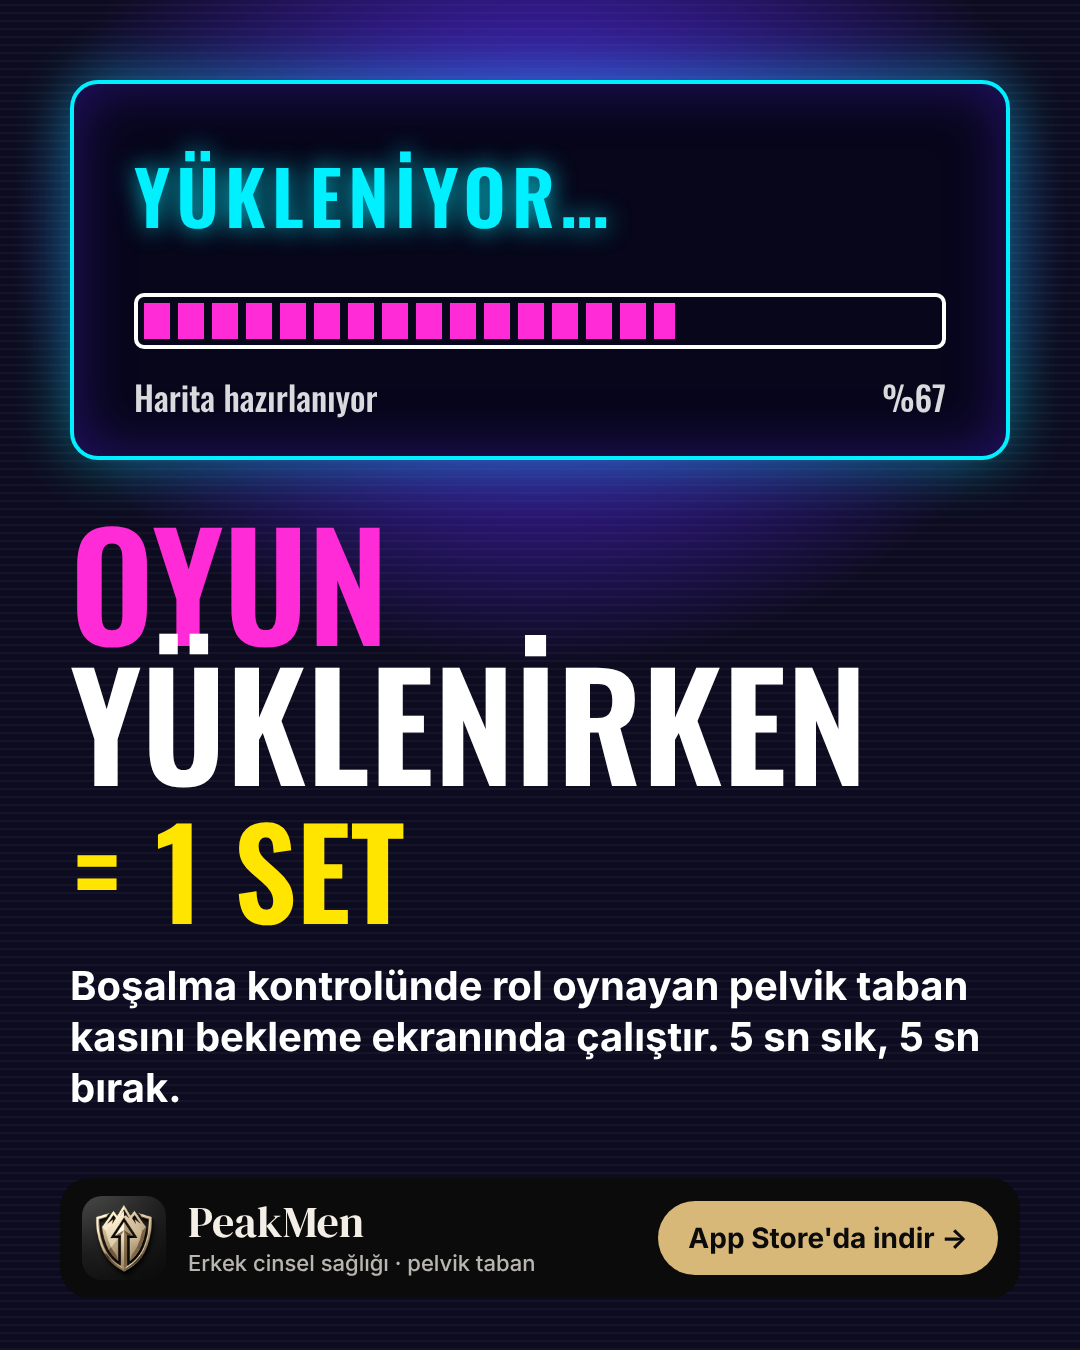 YÜKLENİYOR...
Harita hazırlanıyor %67
OYUN
YÜKLENİRKEN
= 1 SET
Boşalma kontrolünde rol oynayan pelvik taban
kasını bekleme ekranında çalıştır. 5 sn sık, 5 sn
bırak.
PeakMen
Erkek cinsel sağlığı · pelvik taban
App Store'da indir →